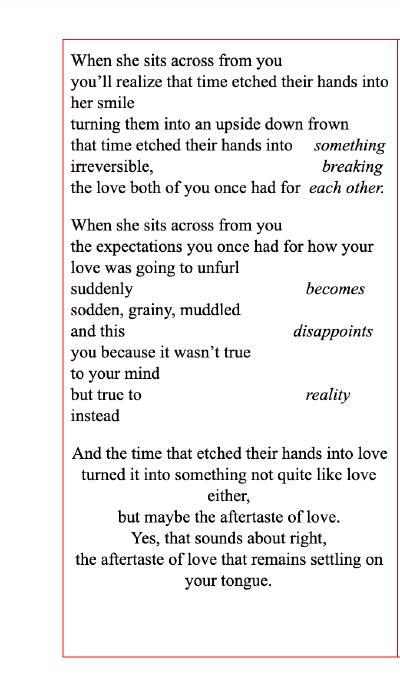 When she sits across from you
you'll realize that time etched their hands into
her smile
turning them into an upside down frown
that time etched their hands into something
irreversible, breaking
the love both of you once had for each other.
When she sits across from you
the expectations you once had for how your
love was going to unfurl
suddenly becomes
sodden, grainy, muddled
and this disappoints
you because it wasn't true
to your mind
but true to reality
instead
And the time that etched their hands into love
turned it into something not quite like love
either,
but maybe the aftertaste of love.
Yes, that sounds about right,
the aftertaste of love that remains settling on
your tongue.